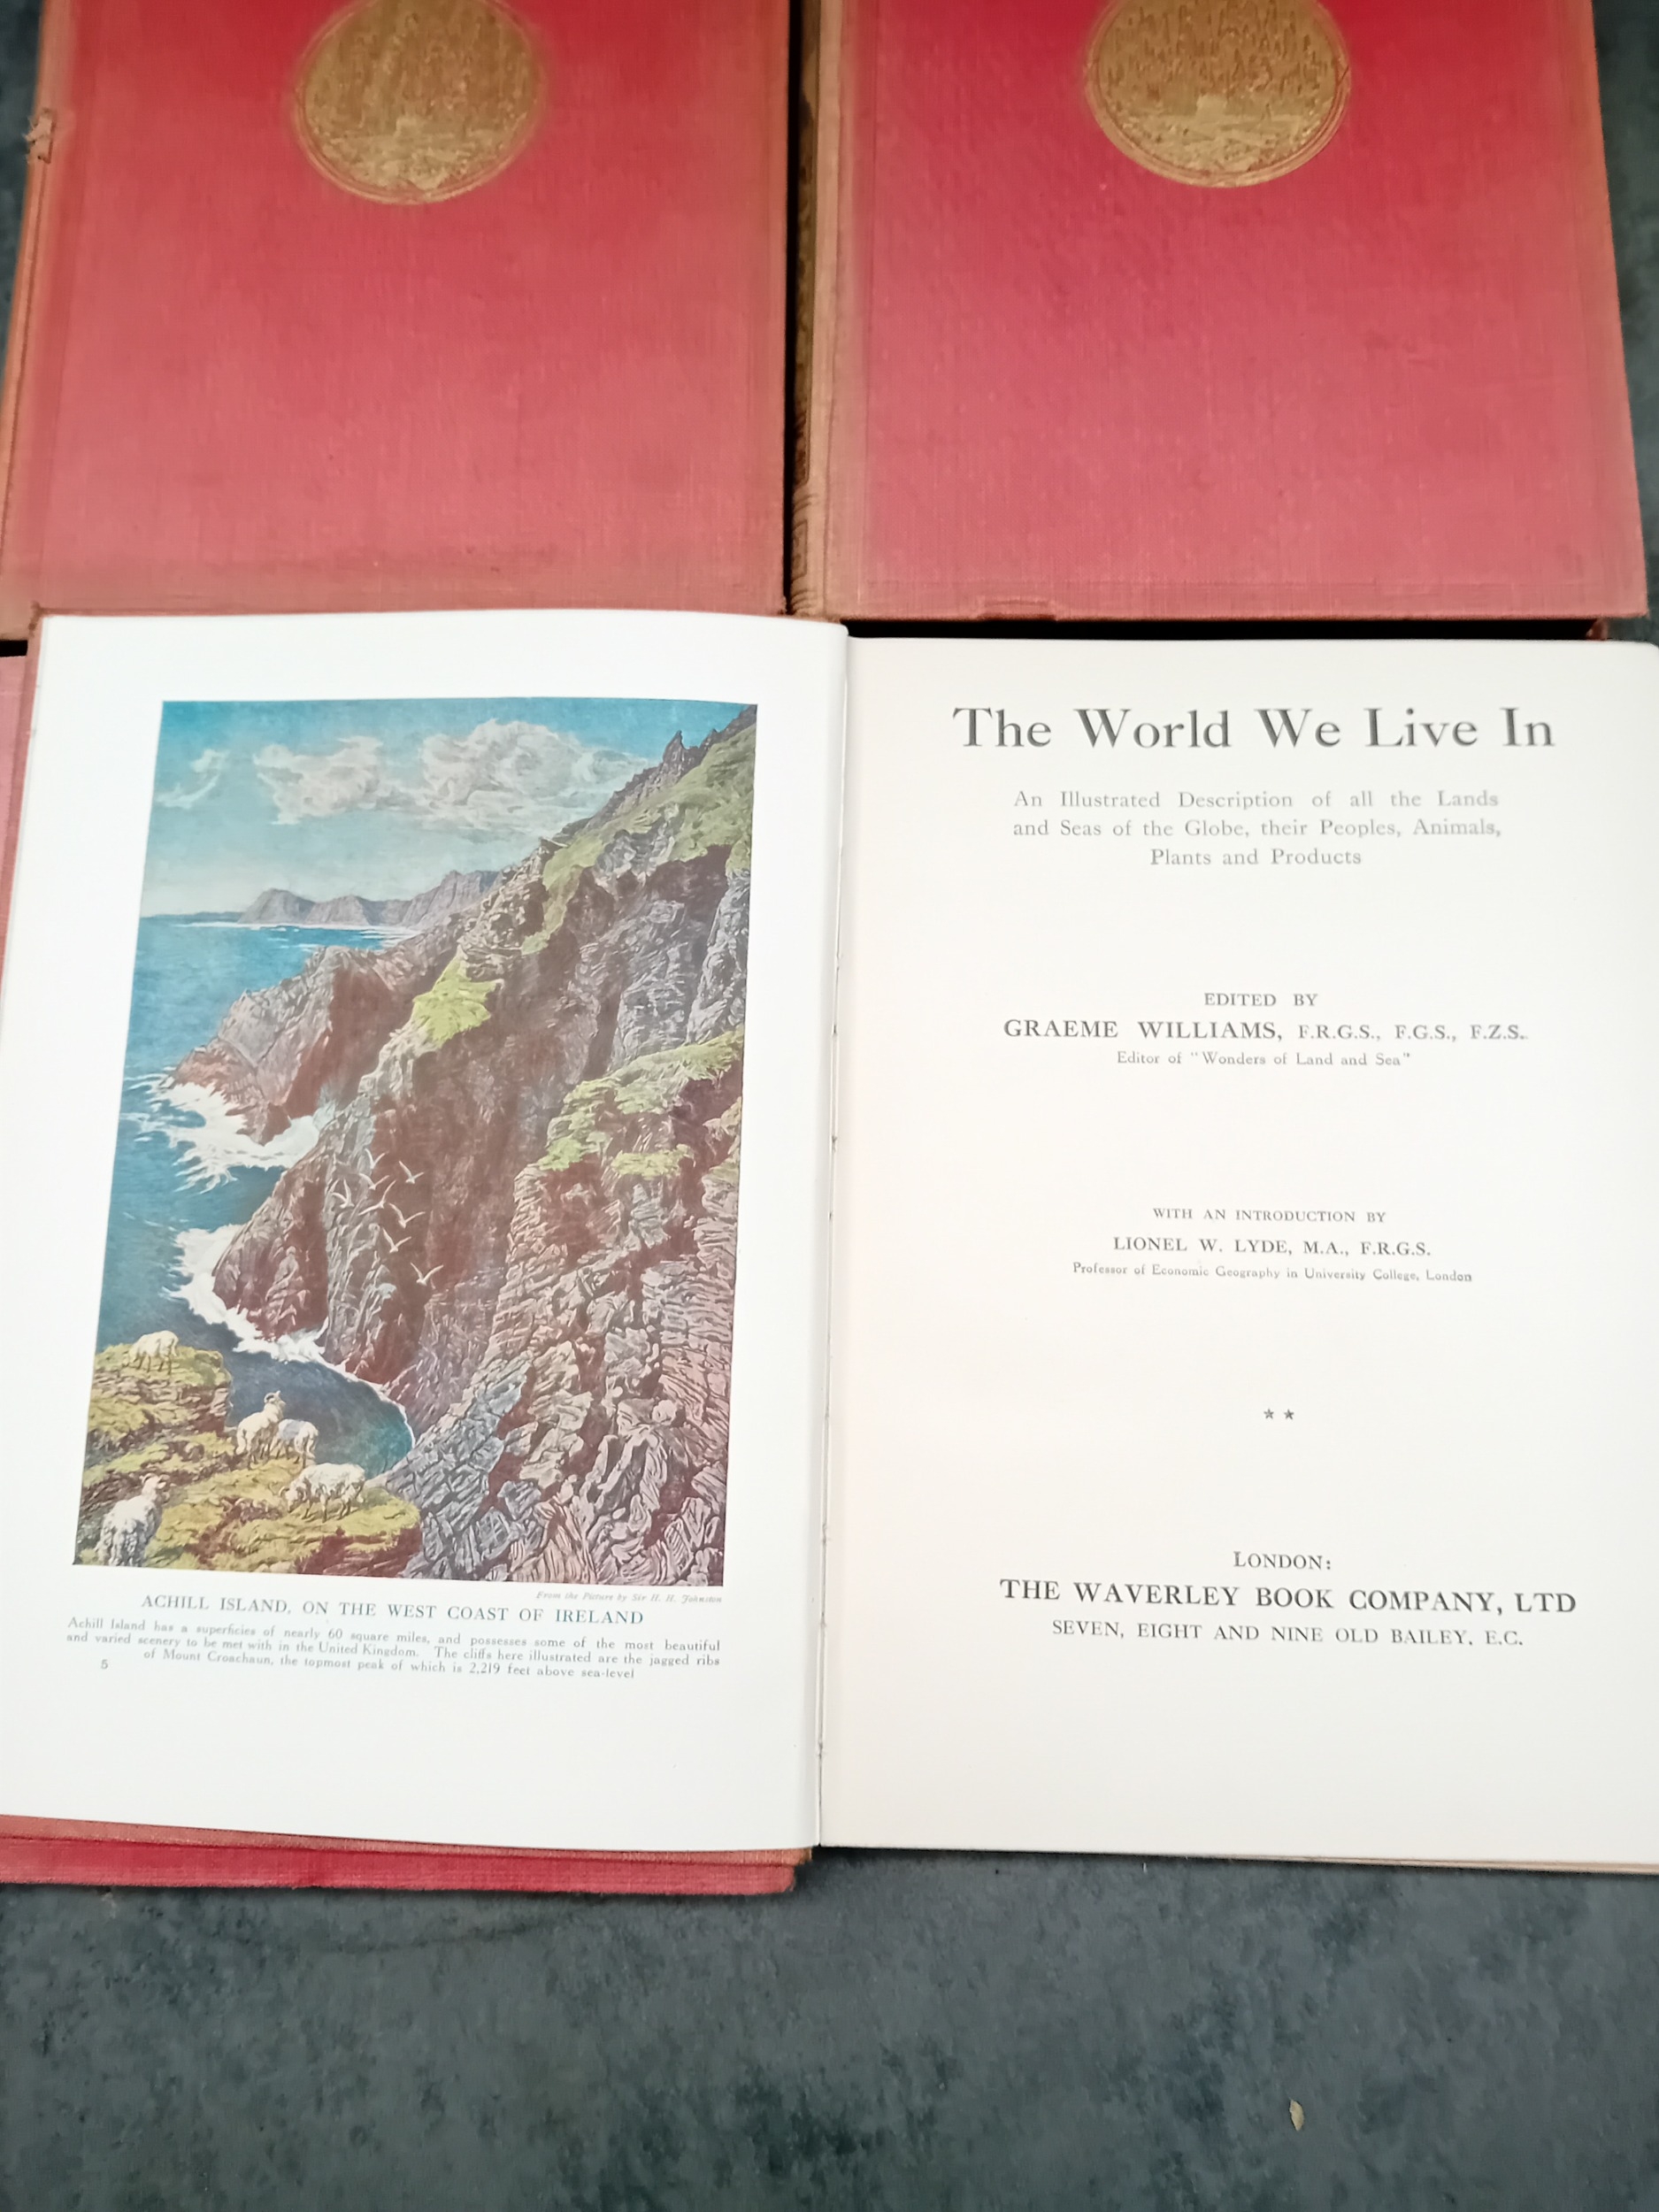 From the Picture by Sir H. H. Johnston
ACHILL ISLAND, ON THE WEST COAST OF IRELAND
Achill Island has a superficies of nearly 60 square miles, and possesses some of the most beautiful
and varied scenery to be met with in the United Kingdom. The cliffs here illustrated are the jagged ribs
of Mount Croachaun, the topmost peak of which is 2,219 feet above sea-level
5
The World We Live In
An Illustrated Description of all the Lands
and Seas of the Globe, their Peoples, Animals,
Plants and Products
EDITED BY
GRAEME WILLIAMS, F.R.G.S., F.G.S., F.Z.S.
Editor of "Wonders of Land and Sea"
WITH AN INTRODUCTION BY
LIONEL W. LYDE, M.A., F.R.G.S.
Professor of Economic Geography in University College, London
★ ★
LONDON:
THE WAVERLEY BOOK COMPANY, LTD
SEVEN, EIGHT AND NINE OLD BAILEY, E.C.